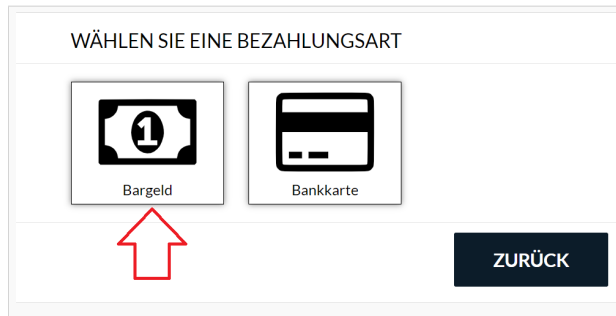 WÄHLEN SIE EINE BEZAHLUNGSART
1
Bargeld
Bankkarte
ZURÜCK